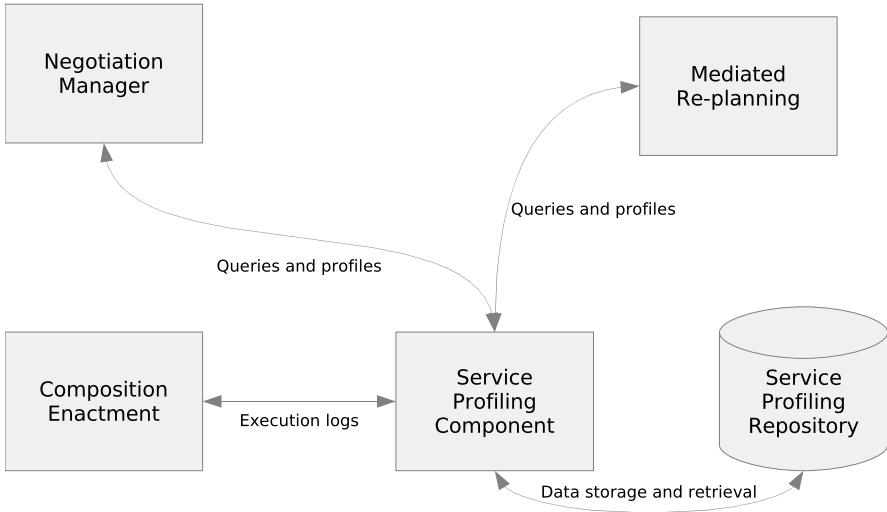 Negotiation
Manager
Mediated
Re-planning
Queries and profiles
Queries and profiles
Composition
Enactment
Execution logs
Service
Profiling
Component
Service
Profiling
Repository
Data storage and retrieval